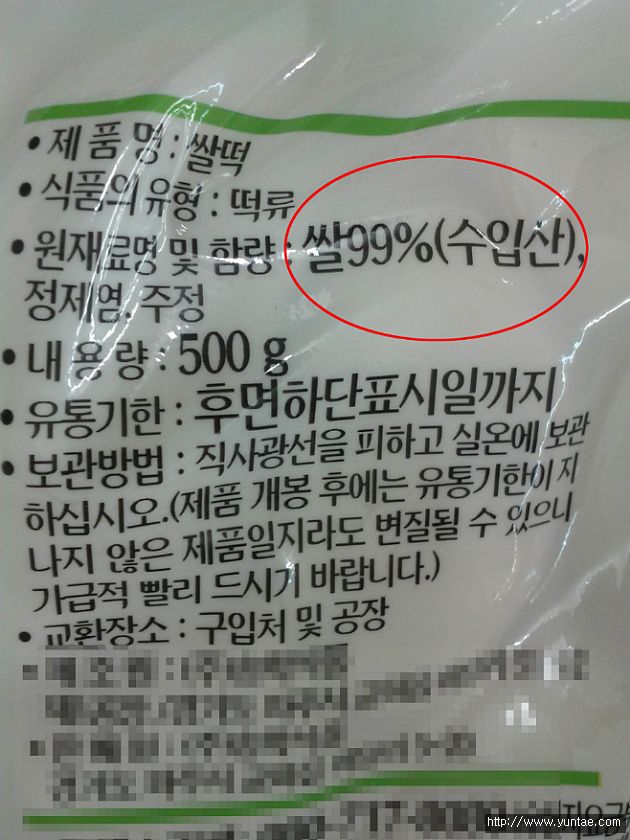 • 제 품 명 : 쌀떡
• 식품의 유형 : 떡류
• 원재료명 및 함량 : 쌀99%(수입산),
정제염, 주정
• 내 용 량 : 500 g
• 유통기한 : 후면하단표시일까지
• 보관방법 : 직사광선을 피하고 실온에 보관
하십시오.(제품 개봉 후에는 유통기한이 지
나지 않은 제품일지라도 변질될 수 있으니
가급적 빨리 드시기 바랍니다.)
• 교환장소 : 구입처 및 공장
http://www.yuntae.com